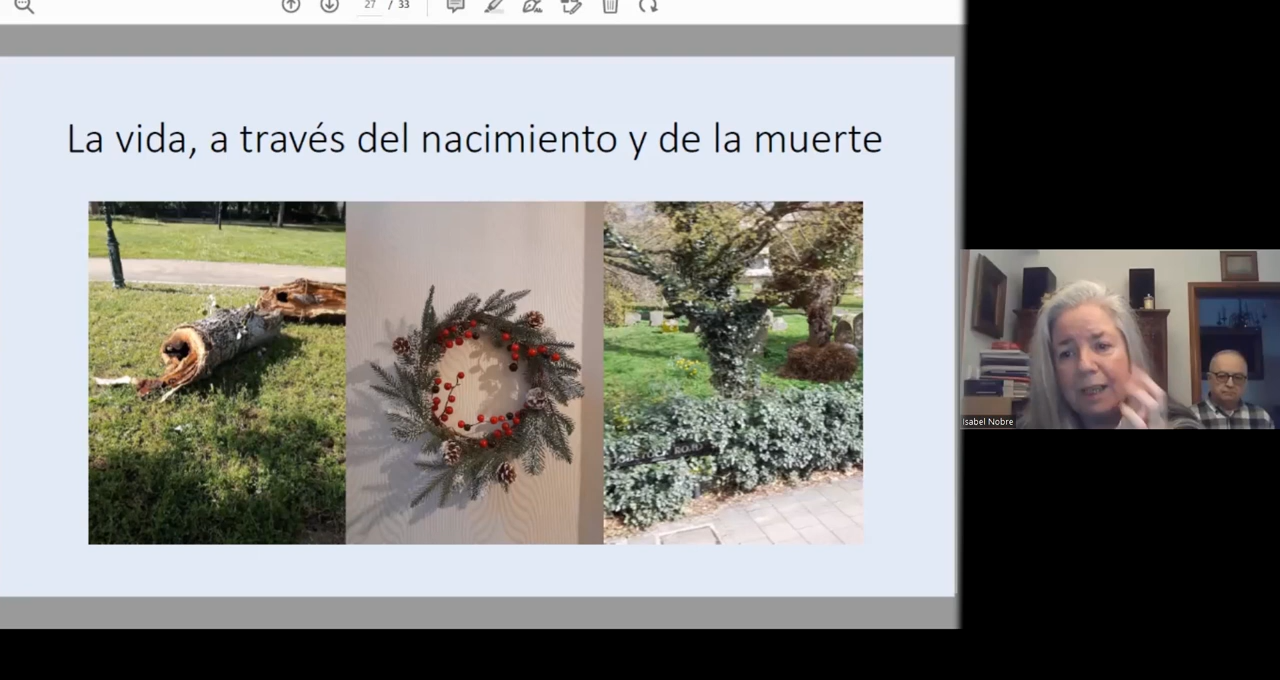 27 / 33
La vida, a través del nacimiento y de la muerte
Isabel Nobre